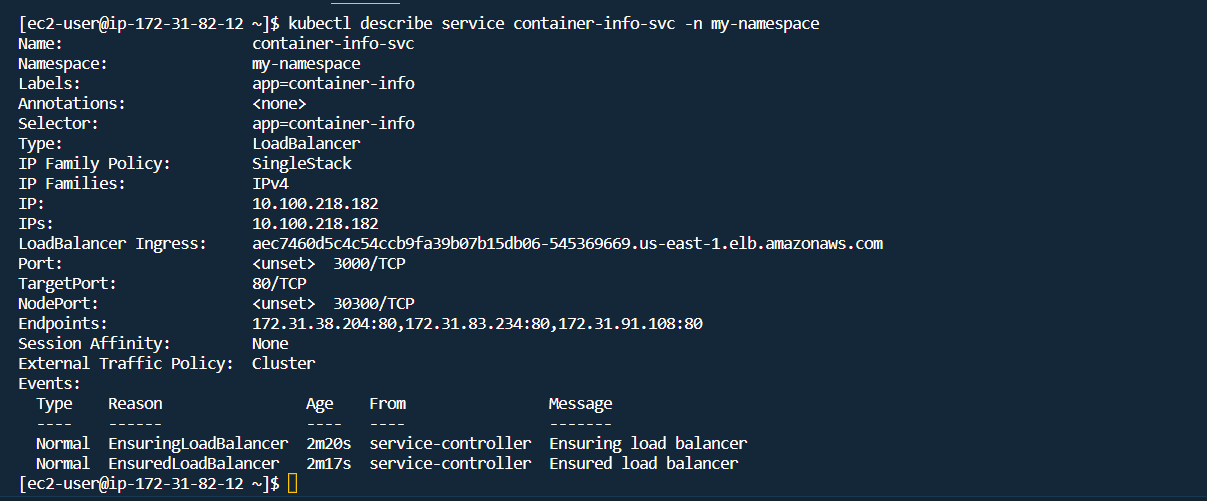 [ec2-user@ip-172-31-82-12 ~]$ kubectl describe service container-info-svc -n my-namespace
Name:                     container-info-svc
Namespace:                my-namespace
Labels:                   app=container-info
Annotations:              <none>
Selector:                 app=container-info
Type:                     LoadBalancer
IP Family Policy:         SingleStack
IP Families:              IPv4
IP:                       10.100.218.182
IPs:                      10.100.218.182
LoadBalancer Ingress:     aec7460d5c4c54ccb9fa39b07b15db06-545369669.us-east-1.elb.amazonaws.com
Port:                     <unset>  3000/TCP
TargetPort:               80/TCP
NodePort:                 <unset>  30300/TCP
Endpoints:                172.31.38.204:80,172.31.83.234:80,172.31.91.108:80
Session Affinity:         None
External Traffic Policy:  Cluster
Events:
  Type    Reason                Age    From                Message
  ----    ------                ----   ----                -------
  Normal  EnsuringLoadBalancer  2m20s  service-controller  Ensuring load balancer
  Normal  EnsuredLoadBalancer   2m17s  service-controller  Ensured load balancer
[ec2-user@ip-172-31-82-12 ~]$